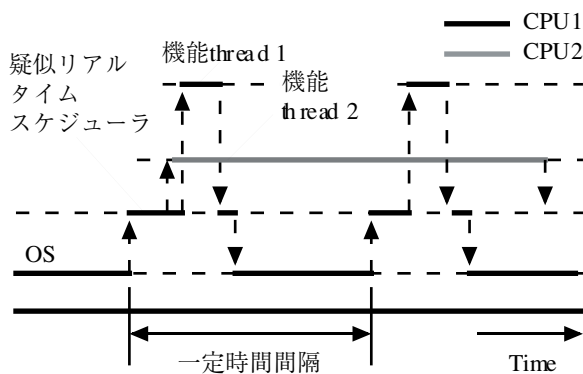 CPU1
CPU2
疑似リアル
タイム
スケジューラ
機能thread 1
機能
thread 2
OS
一定時間間隔
Time